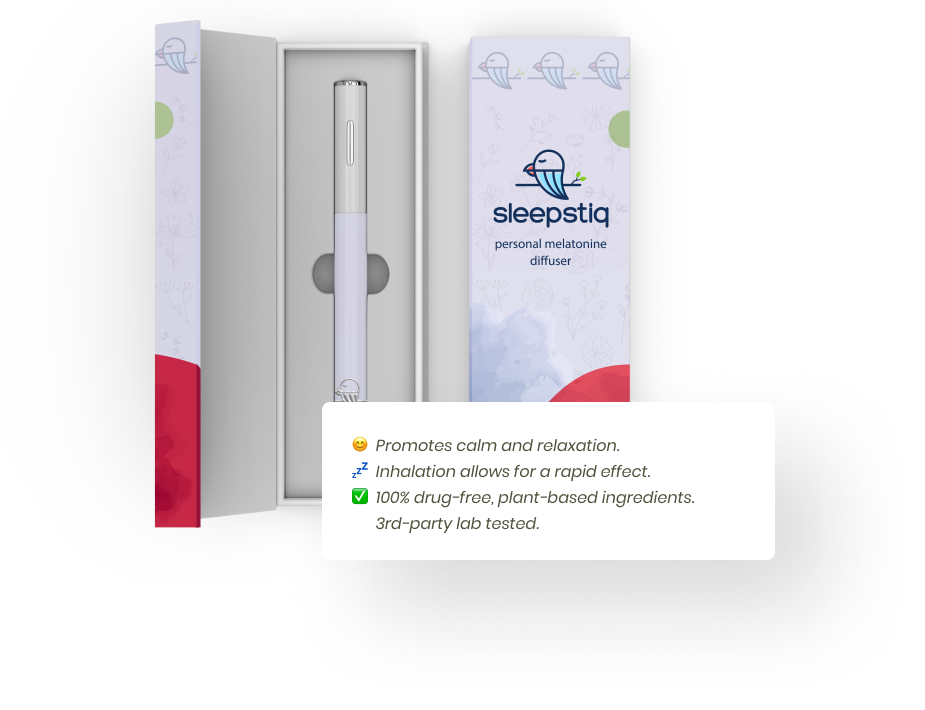 sleepstiq
personal melatonine
diffuser
😊 Promotes calm and relaxation.
💤 Inhalation allows for a rapid effect.
✅ 100% drug-free, plant-based ingredients.
3rd-party lab tested.